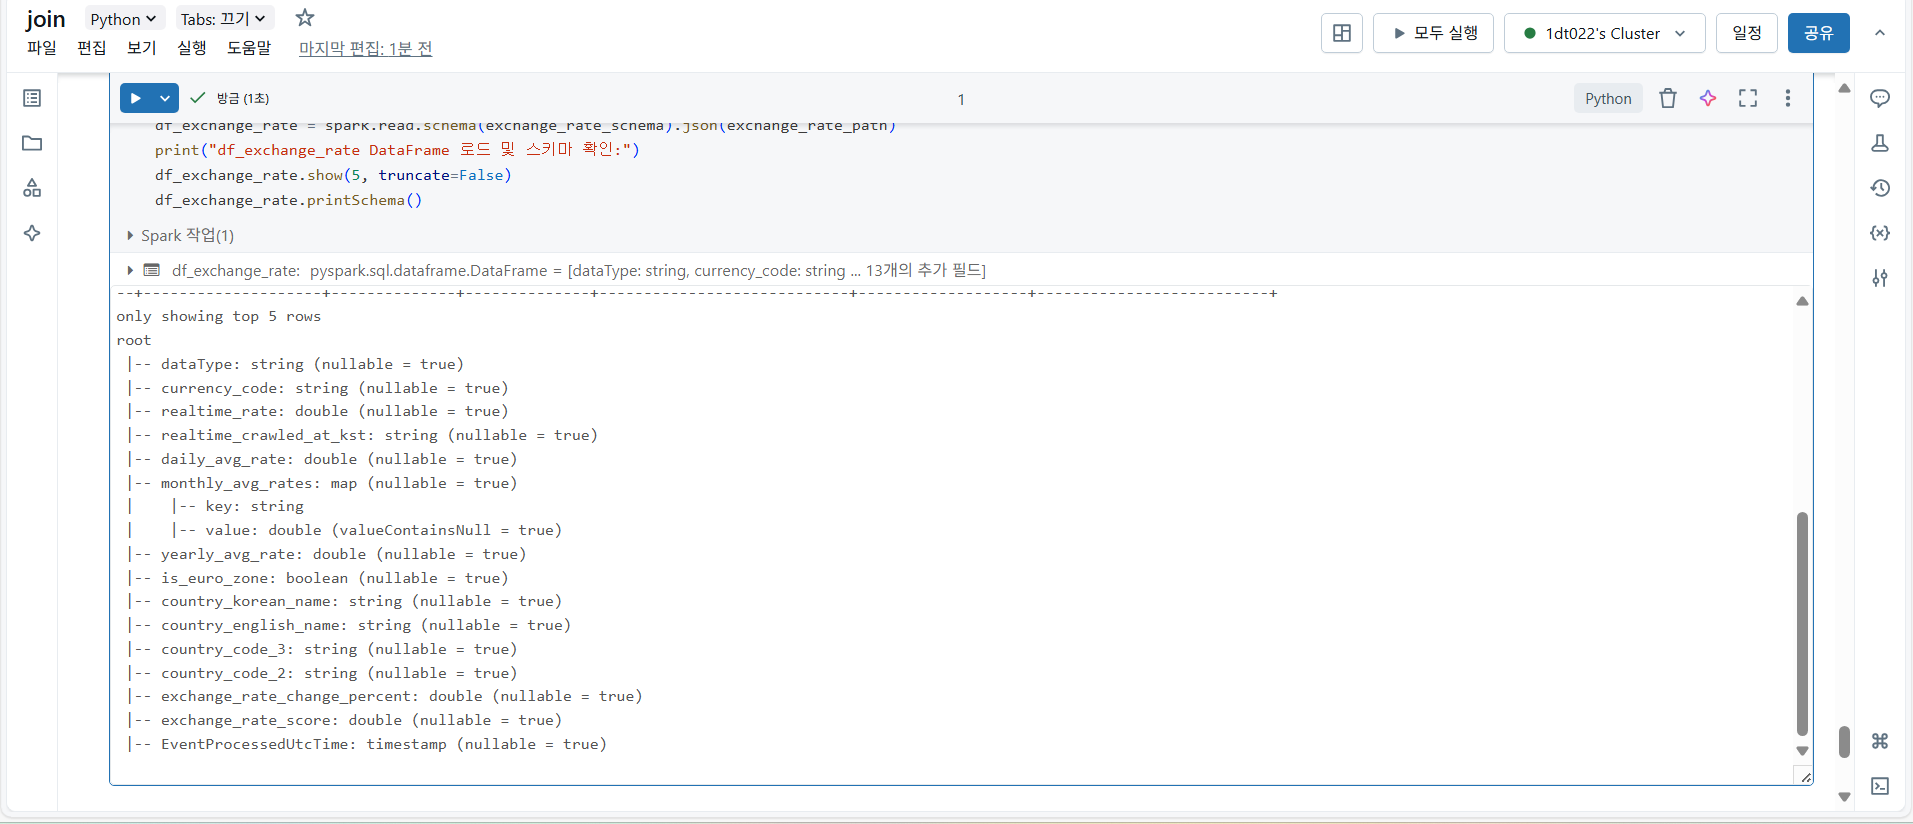 join Python Tabs: 끄기
파일 편집 보기 실행 도움말 마지막 편집: 1분 전
모두 실행 1dt022's Cluster 일정 공유
방금 (1초) 1 Python
df_exchange_rate = spark.read.schema(exchange_rate_schema).json(exchange_rate_path)
print("df_exchange_rate DataFrame 로드 및 스키마 확인:")
df_exchange_rate.show(5, truncate=False)
df_exchange_rate.printSchema()
Spark 작업(1)
df_exchange_rate: pyspark.sql.dataframe.DataFrame = [dataType: string, currency_code: string ... 13개의 추가 필드]
--+--------------------+--------------+--------------+----------------------------+-------------------+--------------------------+
only showing top 5 rows
root
|-- dataType: string (nullable = true)
|-- currency_code: string (nullable = true)
|-- realtime_rate: double (nullable = true)
|-- realtime_crawled_at_kst: string (nullable = true)
|-- daily_avg_rate: double (nullable = true)
|-- monthly_avg_rates: map (nullable = true)
|    |-- key: string
|    |-- value: double (valueContainsNull = true)
|-- yearly_avg_rate: double (nullable = true)
|-- is_euro_zone: boolean (nullable = true)
|-- country_korean_name: string (nullable = true)
|-- country_english_name: string (nullable = true)
|-- country_code_3: string (nullable = true)
|-- country_code_2: string (nullable = true)
|-- exchange_rate_change_percent: double (nullable = true)
|-- exchange_rate_score: double (nullable = true)
|-- EventProcessedUtcTime: timestamp (nullable = true)